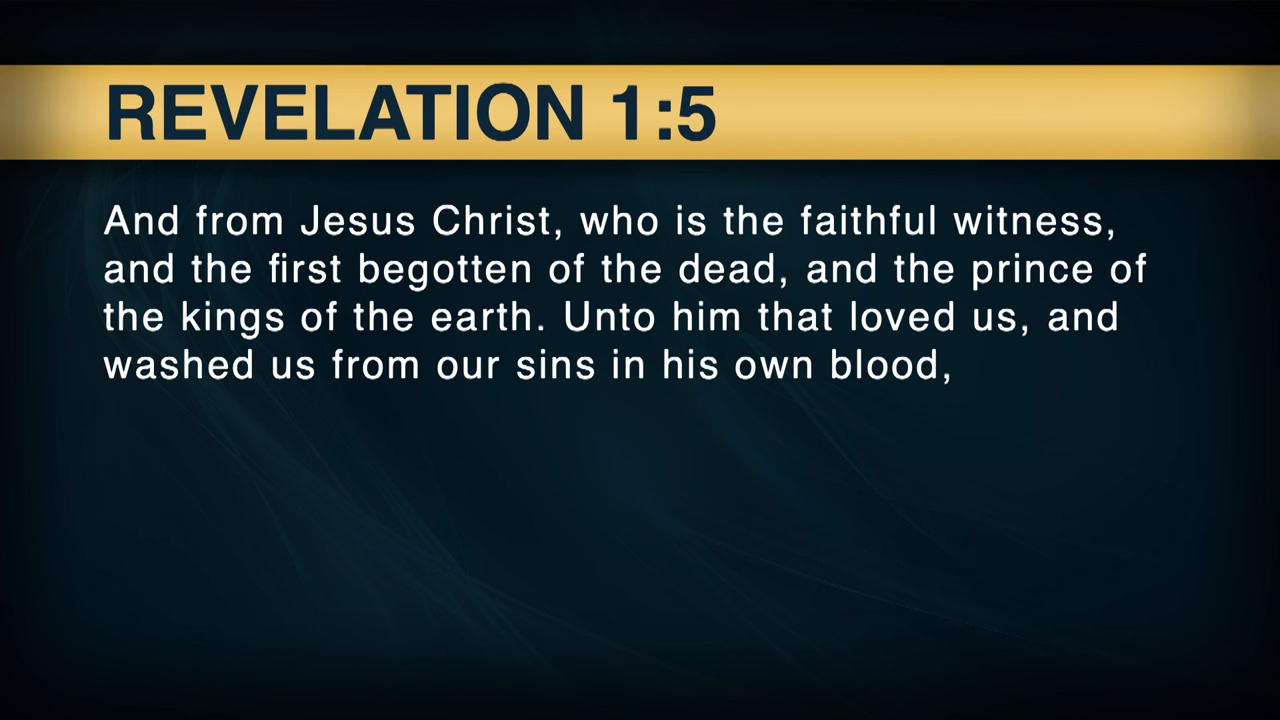 REVELATION 1:5
And from Jesus Christ, who is the faithful witness,
and the first begotten of the dead, and the prince of
the kings of the earth. Unto him that loved us, and
washed us from our sins in his own blood,